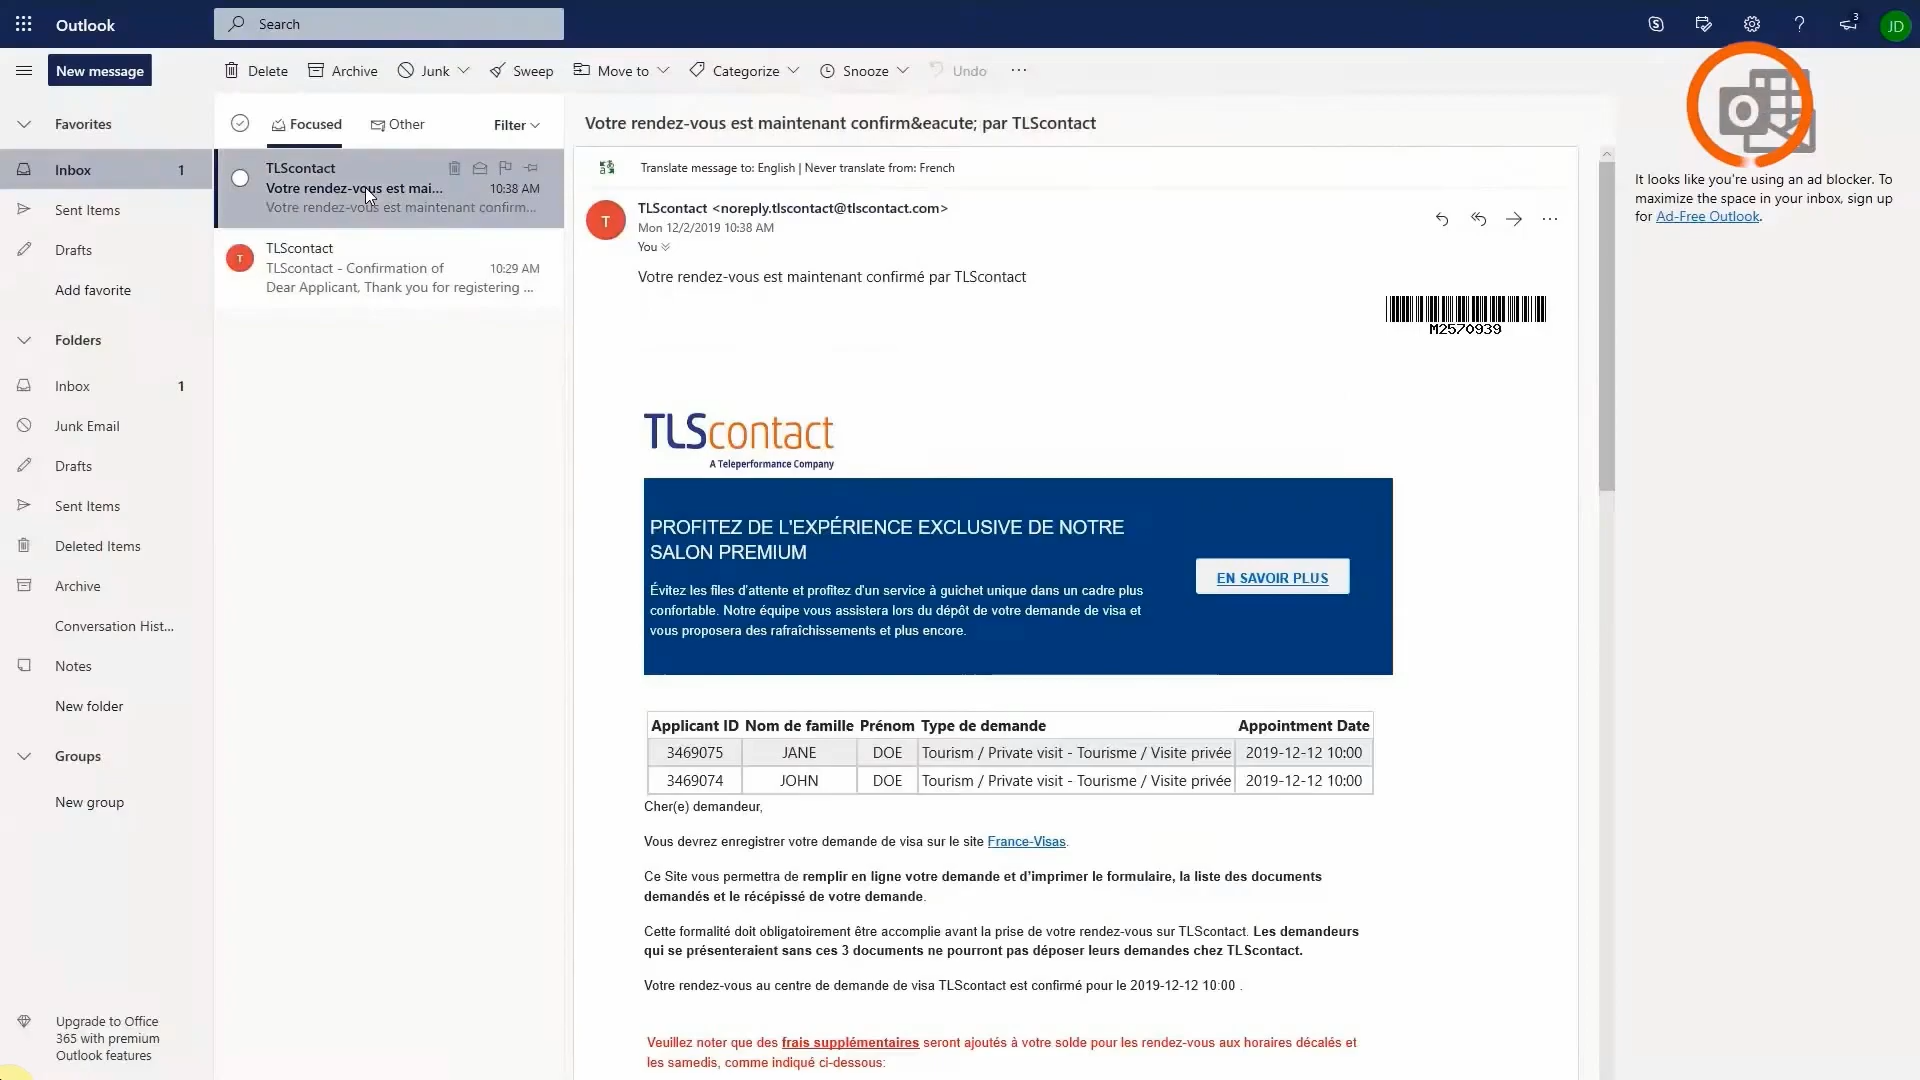 Outlook
Search
3
JD
New message
Delete
Archive
Junk
Sweep
Move to
Categorize
Snooze
Undo
Favorites
Inbox 1
Sent Items
Drafts
Add favorite
Folders
Inbox 1
Junk Email
Drafts
Sent Items
Deleted Items
Archive
Conversation Hist...
Notes
New folder
Groups
New group
Upgrade to Office
365 with premium
Outlook features
Focused
Other
Filter
TLScontact
Votre rendez-vous est mai... 10:38 AM
Votre rendez-vous est maintenant confirm...
T
TLScontact
TLScontact - Confirmation of 10:29 AM
Dear Applicant, Thank you for registering ...
Votre rendez-vous est maintenant confirm&eacute; par TLScontact
Translate message to: English | Never translate from: French
T
TLScontact <noreply.tlscontact@tlscontact.com>
Mon 12/2/2019 10:38 AM
You
Votre rendez-vous est maintenant confirmé par TLScontact
M2570939
TLScontact
A Teleperformance Company
PROFITEZ DE L'EXPÉRIENCE EXCLUSIVE DE NOTRE
SALON PREMIUM
Évitez les files d'attente et profitez d'un service à guichet unique dans un cadre plus
confortable. Notre équipe vous assistera lors du dépôt de votre demande de visa et
vous proposera des rafraîchissements et plus encore.
EN SAVOIR PLUS
Applicant ID Nom de famille Prénom Type de demande Appointment Date
3469075 JANE DOE Tourism / Private visit - Tourisme / Visite privée 2019-12-12 10:00
3469074 JOHN DOE Tourism / Private visit - Tourisme / Visite privée 2019-12-12 10:00
Cher(e) demandeur,
Vous devrez enregistrer votre demande de visa sur le site France-Visas.
Ce Site vous permettra de remplir en ligne votre demande et d'imprimer le formulaire, la liste des documents
demandés et le récépissé de votre demande.
Cette formalité doit obligatoirement être accomplie avant la prise de votre rendez-vous sur TLScontact. Les demandeurs
qui se présenteraient sans ces 3 documents ne pourront pas déposer leurs demandes chez TLScontact.
Votre rendez-vous au centre de demande de visa TLScontact est confirmé pour le 2019-12-12 10:00 .
Veuillez noter que des frais supplémentaires seront ajoutés à votre solde pour les rendez-vous aux horaires décalés et
les samedis, comme indiqué ci-dessous:
It looks like you're using an ad blocker. To
maximize the space in your inbox, sign up
for Ad-Free Outlook.